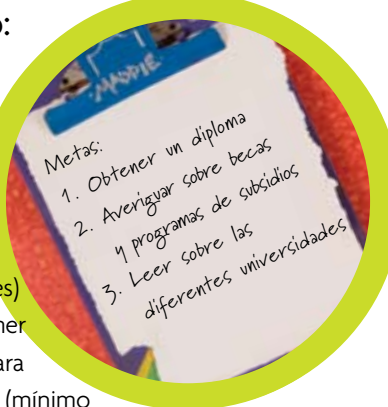 o:
MADDIE
Metas:
1. Obtener un diploma
2. Averiguar sobre becas
y programas de subsidios
3. Leer sobre las
diferentes universidades
es)
ner
ara
(mínimo